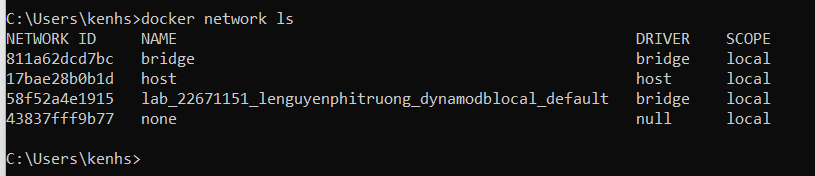 C:\Users\kenhs>docker network ls
NETWORK ID     NAME                                                DRIVER    SCOPE
811a62dcd7bc   bridge                                              bridge    local
17bae28b0b1d   host                                                host      local
58f52a4e1915   lab_22671151_lenguyenphitruong_dynamodblocal_default   bridge    local
43837fff9b77   none                                                null      local
C:\Users\kenhs>